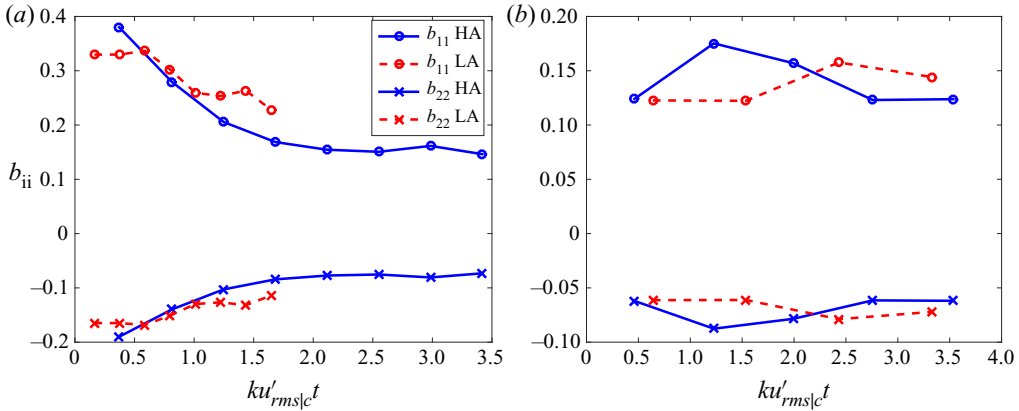 (a)
(b)
0.4
0.3
0.2
0.1
0
−0.1
−0.2
b_ii
b_11 HA
b_11 LA
b_22 HA
b_22 LA
0 0.5 1.0 1.5 2.0 2.5 3.0 3.5
ku′_rms|c t
0.20
0.15
0.10
0.05
0
−0.05
−0.10
0 0.5 1.0 1.5 2.0 2.5 3.0 3.5 4.0
ku′_rms|c t